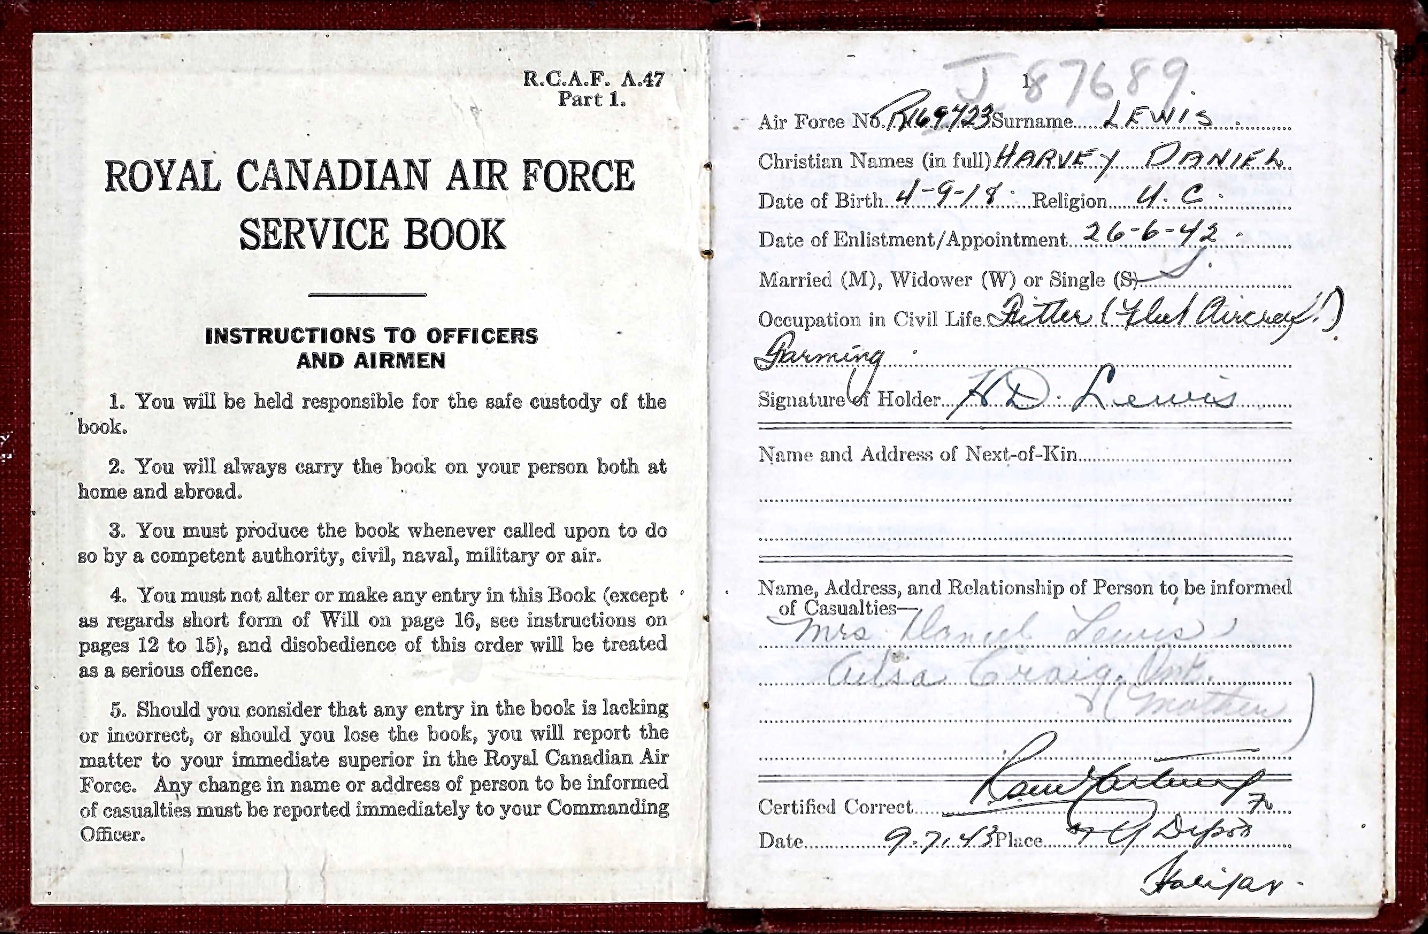 R.C.A.F. A.47
Part 1.
ROYAL CANADIAN AIR FORCE
SERVICE BOOK
INSTRUCTIONS TO OFFICERS
AND AIRMEN
1. You will be held responsible for the safe custody of the
book.
2. You will always carry the book on your person both at
home and abroad.
3. You must produce the book whenever called upon to do
so by a competent authority, civil, naval, military or air.
4. You must not alter or make any entry in this Book (except
as regards short form of Will on page 16, see instructions on
pages 12 to 15), and disobedience of this order will be treated
as a serious offence.
5. Should you consider that any entry in the book is lacking
or incorrect, or should you lose the book, you will report the
matter to your immediate superior in the Royal Canadian Air
Force. Any change in name or address of person to be informed
of casualties must be reported immediately to your Commanding
Officer.
J 87689
1
Air Force No. R169723 Surname LEWIS.
Christian Names (in full) HARVEY DANIEL
Date of Birth 4-9-18. Religion U.C.
Date of Enlistment/Appointment 26-6-42.
Married (M), Widower (W) or Single (S) S.
Occupation in Civil Life Fitter (Fleet Aircraft)
Farming.
Signature of Holder HD. Lewis
Name and Address of Next-of-Kin
Name, Address, and Relationship of Person to be informed
of Casualties—
Mrs. Daniel Lewis
Ailsa Craig, Ont.
(Mother)
Certified Correct
Date 9.7.43 Place "Y" Depot
Halifax.